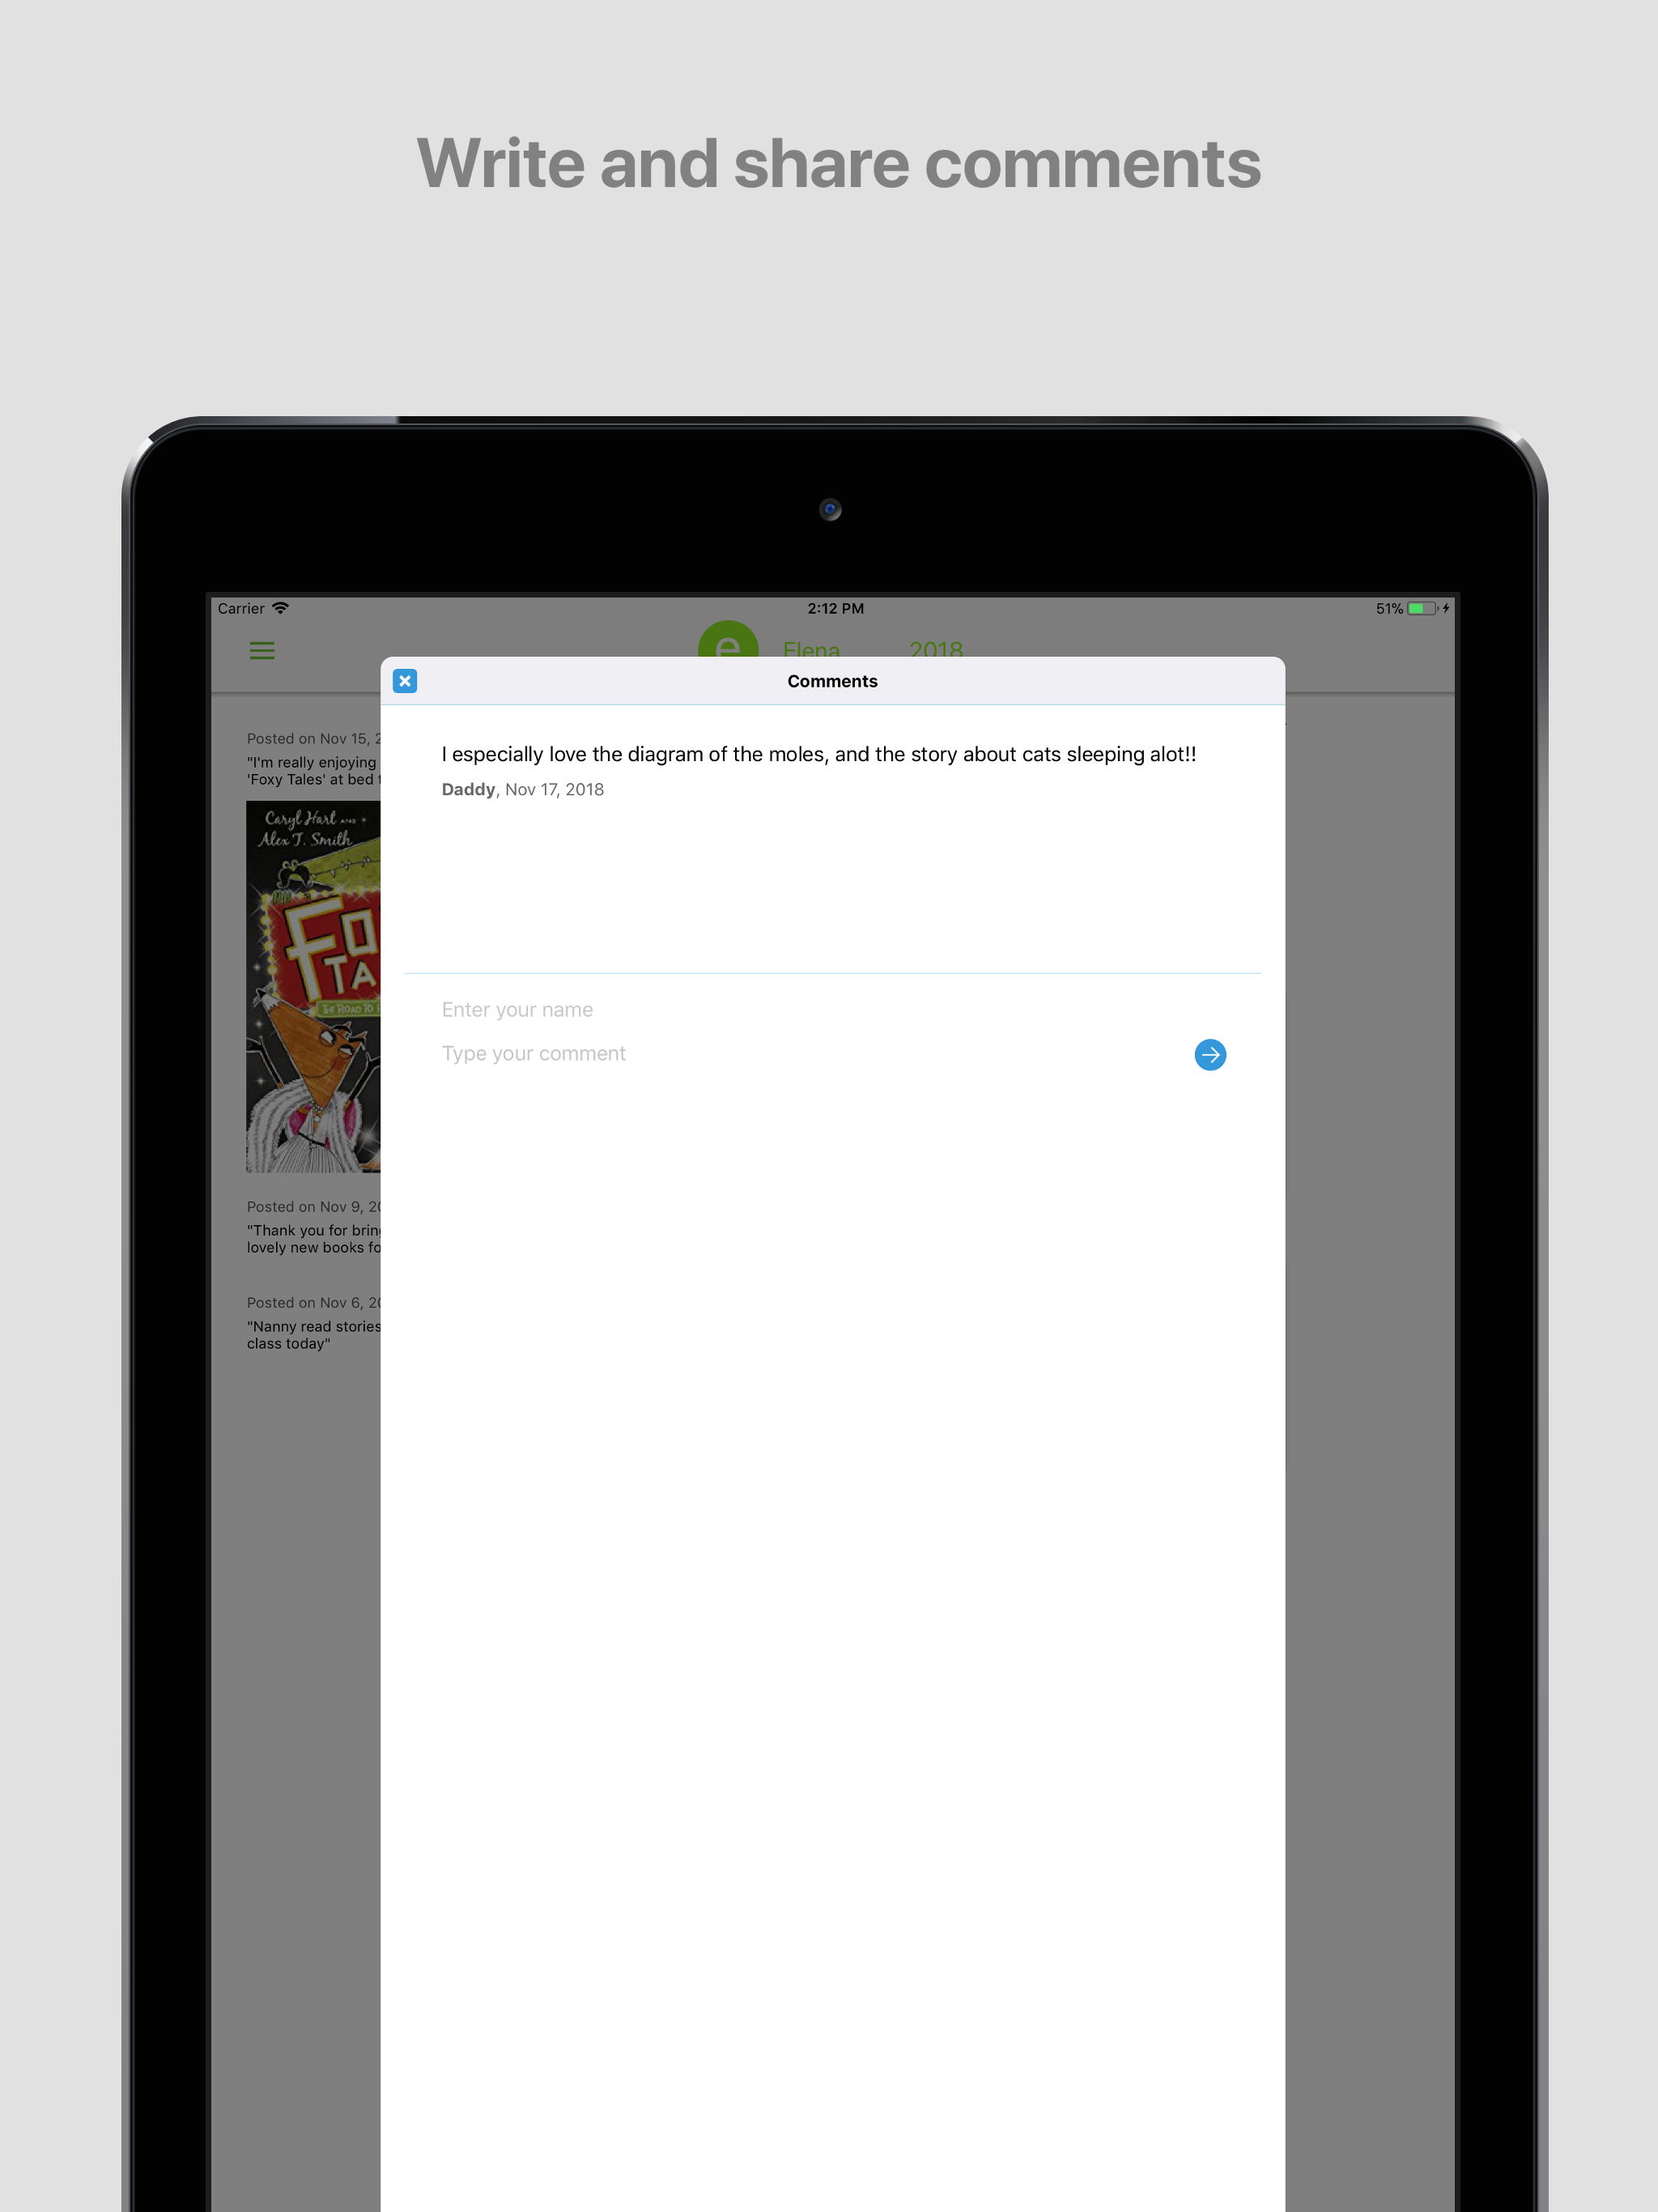 Write and share comments
Carrier
2:12 PM
51%
e
Elena
2018
Comments
Posted on Nov 15, 2
"I'm really enjoying
'Foxy Tales' at bed
Caryl Hart AND
Alex T. Smith
FO
TA
THE ROAD TO
I especially love the diagram of the moles, and the story about cats sleeping alot!!
Daddy, Nov 17, 2018
Enter your name
Type your comment
Posted on Nov 9, 20
"Thank you for bring
lovely new books fo
Posted on Nov 6, 20
"Nanny read stories
class today"